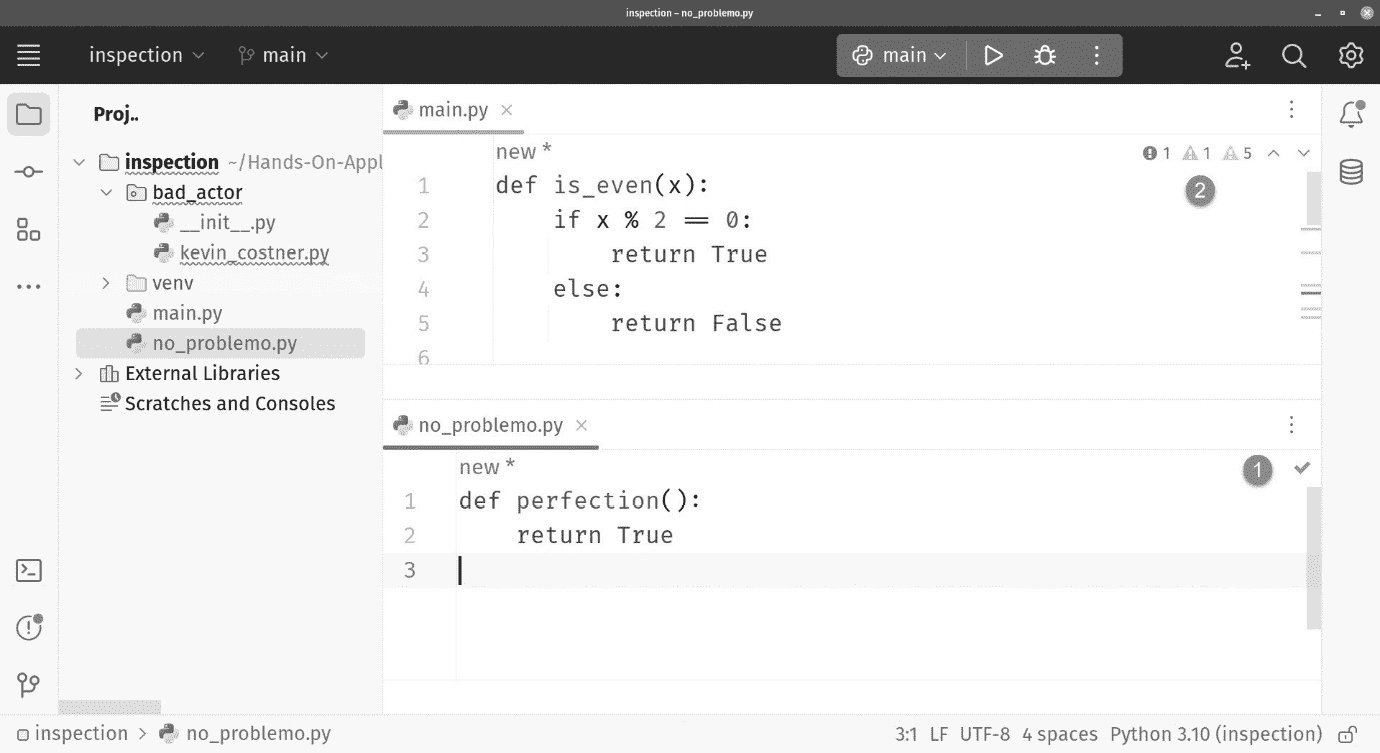 inspection – no_problemo.py
inspection
main
main
Proj..
inspection ~/Hands-On-Appl
bad_actor
__init__.py
kevin_costner.py
venv
main.py
no_problemo.py
External Libraries
Scratches and Consoles
main.py
new *
1 1 5
2
1 def is_even(x):
2 if x % 2 == 0:
3 return True
4 else:
5 return False
6
no_problemo.py
new *
1
1 def perfection():
2 return True
3
inspection > no_problemo.py
3:1 LF UTF-8 4 spaces Python 3.10 (inspection)